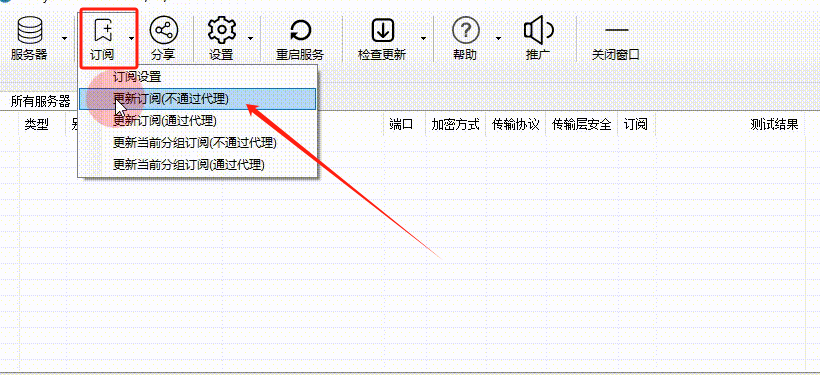 服务器 订阅 分享 设置 重启服务 检查更新 帮助 推广 关闭窗口
订阅设置
更新订阅(不通过代理)
更新订阅(通过代理)
更新当前分组订阅(不通过代理)
更新当前分组订阅(通过代理)
所有服务器
类型 端口 加密方式 传输协议 传输层安全 订阅 测试结果